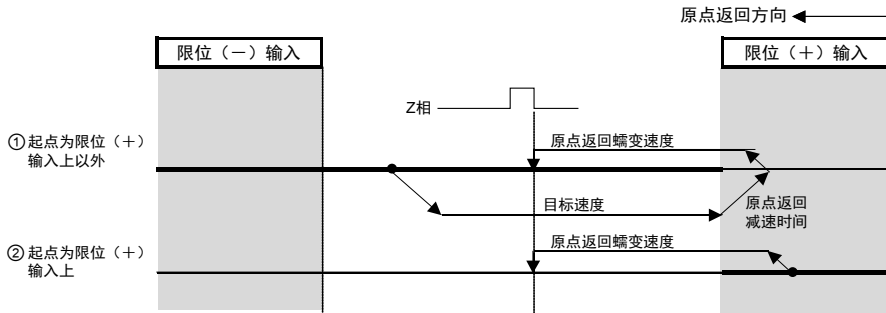 原点返回方向
限位（－）输入
限位（＋）输入
Z相
①起点为限位（＋）
输入上以外
原点返回蠕变速度
目标速度
原点返回
减速时间
②起点为限位（＋）
输入上
原点返回蠕变速度